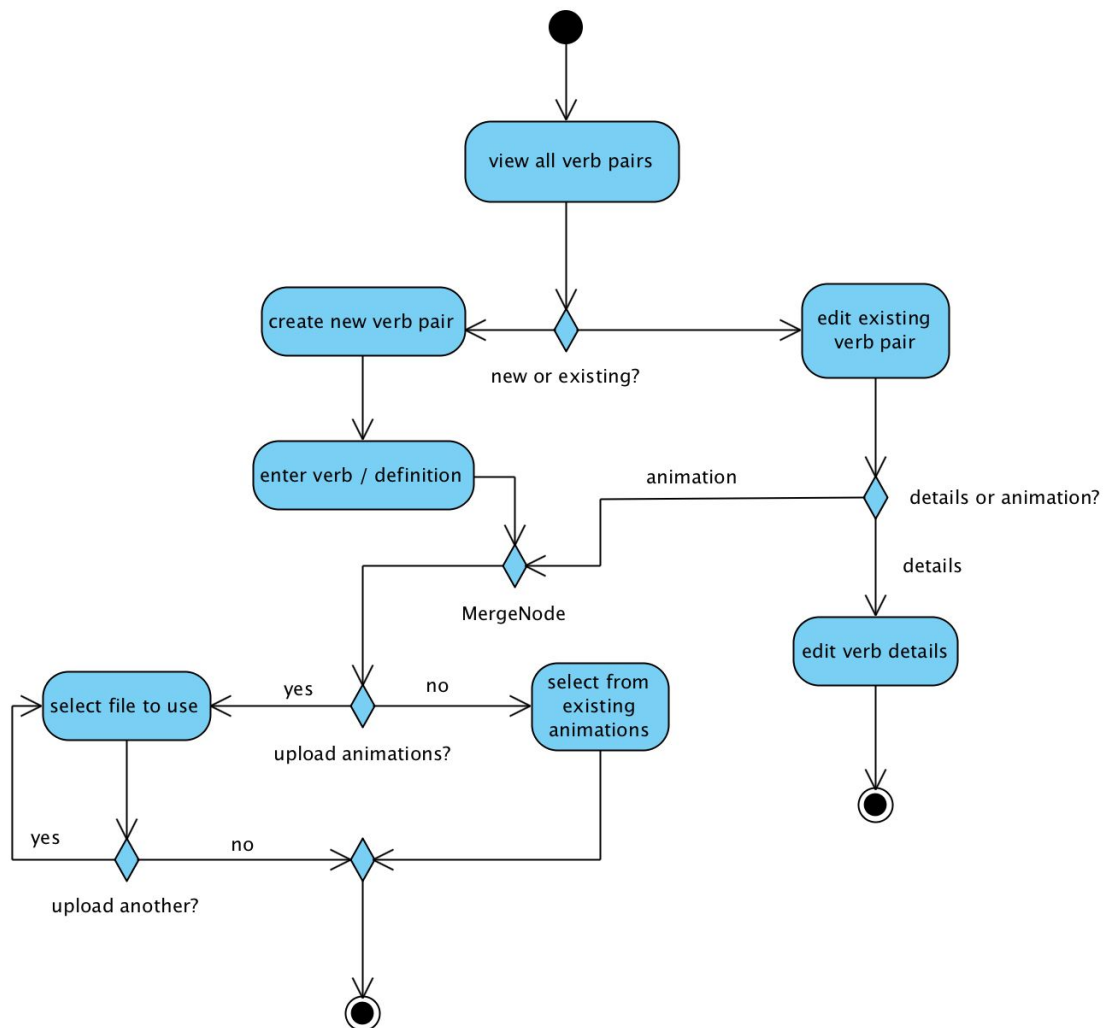 view all verb pairs
create new verb pair
edit existing
verb pair
new or existing?
enter verb / definition
animation
details or animation?
details
MergeNode
edit verb details
select file to use
yes
no
select from
existing
animations
upload animations?
yes
no
upload another?